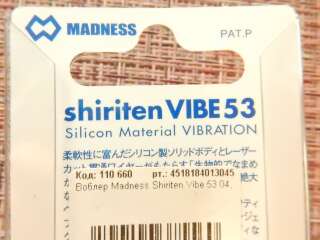 MADNESS
PAT.P
shiriten VIBE 53
Silicon Material VIBRATION
柔軟性に富んだシリコン製ソリッドボディとレーザー
Код: 110 660 рт.: 4518184013045
Воблер Madness Shiriten Vibe 53 04